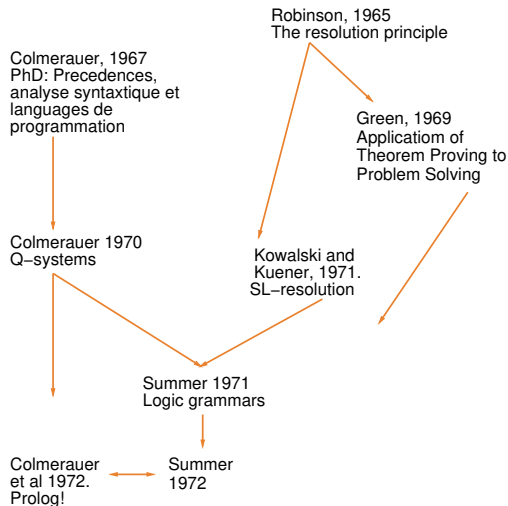 Robinson, 1965
The resolution principle
Colmerauer, 1967
PhD: Precedences,
analyse syntaxtique et
languages de
programmation
Green, 1969
Applicatiom of
Theorem Proving to
Problem Solving
Colmerauer 1970
Q−systems
Kowalski and
Kuener, 1971.
SL−resolution
Summer 1971
Logic grammars
Colmerauer
et al 1972.
Prolog!
Summer
1972